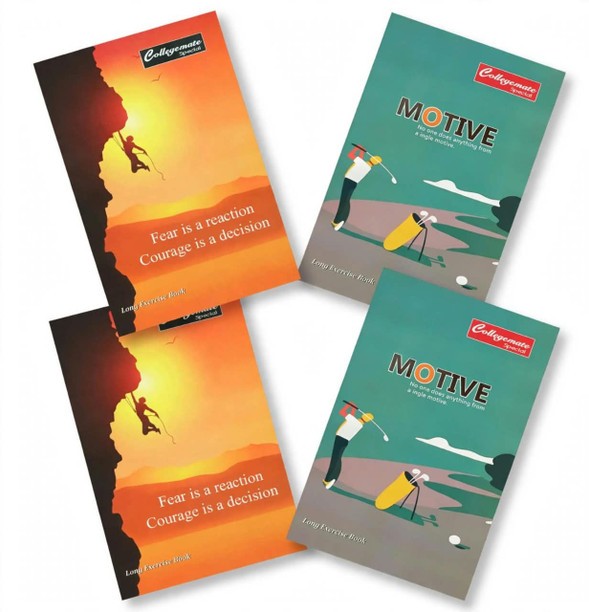 Collegemate
Special
Fear is a reaction
Courage is a decision
Long Exercise Book
Collegemate
Special
MOTIVE
No one does anything from
a ingle motive.
Long Exercise Book
Special
Fear is a reaction
Courage is a decision
Long Exercise Book
Collegemate
Special
MOTIVE
No one does anything from
a ingle motive.
Long Exercise Book